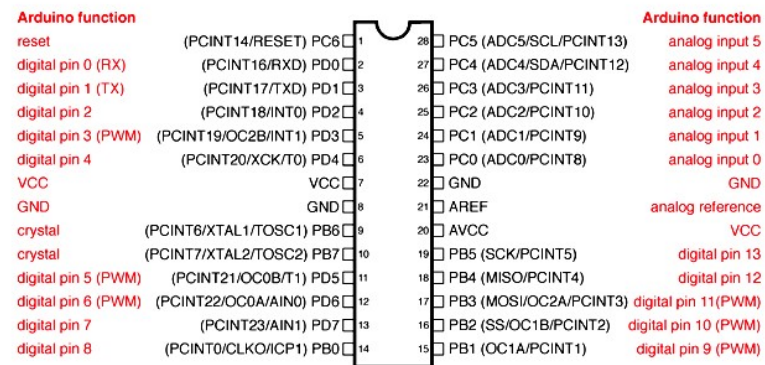 Arduino function Arduino function
reset (PCINT14/RESET) PC6 1 28 PC5 (ADC5/SCL/PCINT13) analog input 5
digital pin 0 (RX) (PCINT16/RXD) PD0 2 27 PC4 (ADC4/SDA/PCINT12) analog input 4
digital pin 1 (TX) (PCINT17/TXD) PD1 3 26 PC3 (ADC3/PCINT11) analog input 3
digital pin 2 (PCINT18/INT0) PD2 4 25 PC2 (ADC2/PCINT10) analog input 2
digital pin 3 (PWM) (PCINT19/OC2B/INT1) PD3 5 24 PC1 (ADC1/PCINT9) analog input 1
digital pin 4 (PCINT20/XCK/T0) PD4 6 23 PC0 (ADC0/PCINT8) analog input 0
VCC VCC 7 22 GND GND
GND GND 8 21 AREF analog reference
crystal (PCINT6/XTAL1/TOSC1) PB6 9 20 AVCC VCC
crystal (PCINT7/XTAL2/TOSC2) PB7 10 19 PB5 (SCK/PCINT5) digital pin 13
digital pin 5 (PWM) (PCINT21/OC0B/T1) PD5 11 18 PB4 (MISO/PCINT4) digital pin 12
digital pin 6 (PWM) (PCINT22/OC0A/AIN0) PD6 12 17 PB3 (MOSI/OC2A/PCINT3) digital pin 11(PWM)
digital pin 7 (PCINT23/AIN1) PD7 13 16 PB2 (SS/OC1B/PCINT2) digital pin 10 (PWM)
digital pin 8 (PCINT0/CLKO/ICP1) PB0 14 15 PB1 (OC1A/PCINT1) digital pin 9 (PWM)